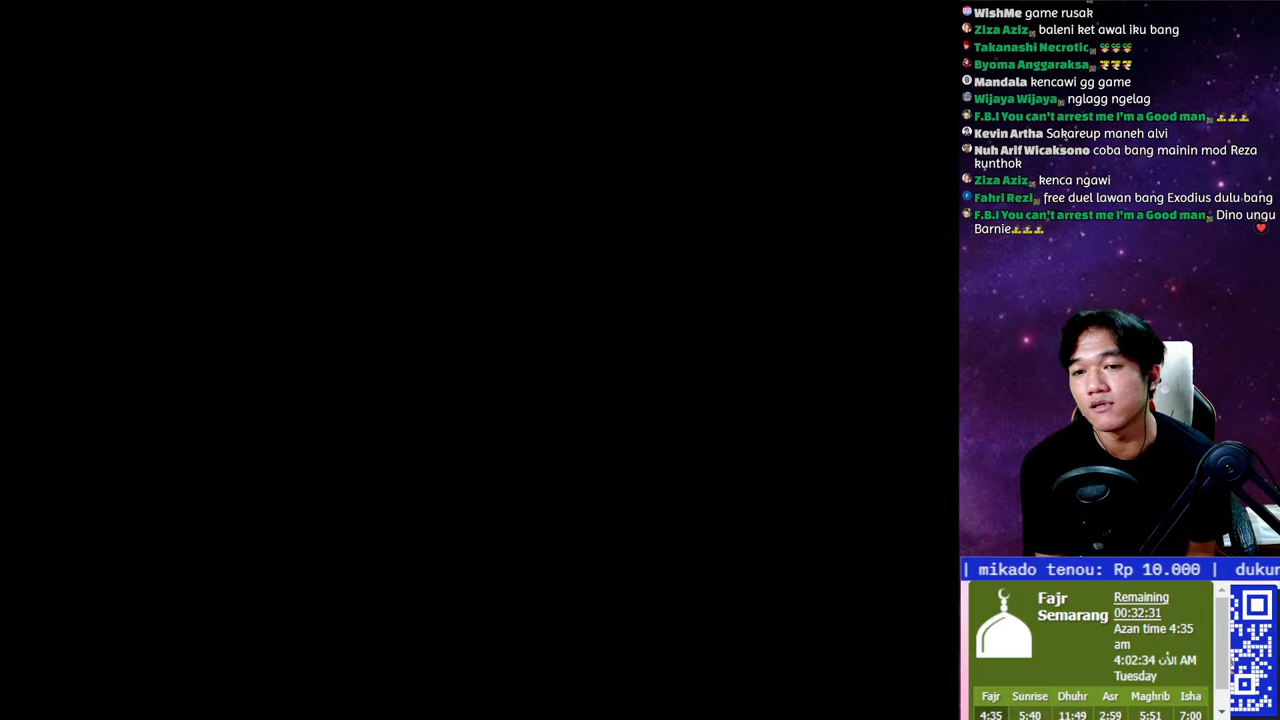 WishMe game rusak
Ziza Aziz baleni ket awal iku bang
Takanashi Necrotic
Byoma Anggaraksa
Mandala kencawi gg game
Wijaya Wijaya nglagg ngelag
F.B.I You can't arrest me I'm a Good man
Kevin Artha Sakareup maneh alvi
Nuh Arif Wicaksono coba bang mainin mod Reza
kunthok
Ziza Aziz kenca ngawi
Fahri Rezi free duel lawan bang Exodius dulu bang
F.B.I You can't arrest me I'm a Good man Dino ungu
Barnie
| mikado tenou: Rp 10.000 | dukun
Fajr
Semarang
Remaining
00:32:31
Azan time 4:35
am
4:02:34 الآن AM
Tuesday
Fajr Sunrise Dhuhr Asr Maghrib Isha
4:35 5:40 11:49 2:59 5:51 7:00